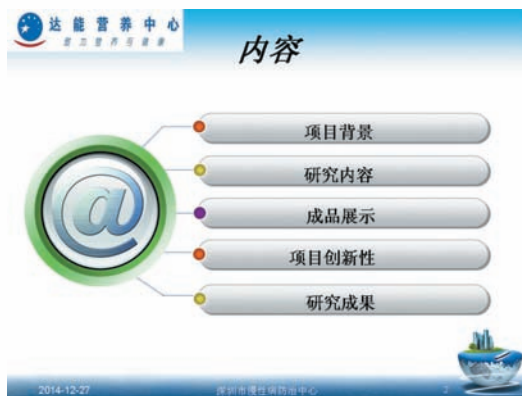 达能营养中心
内容
@
项目背景
研究内容
成品展示
项目创新性
研究成果
2014-12-27
深圳市慢性病防治中心
2